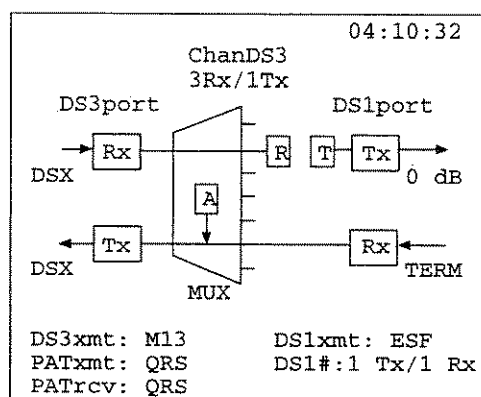 04:10:32
ChanDS3
3Rx/1Tx
DS3port
DS1port
Rx
R
T
Tx
DSX
0 dB
A
Tx
Rx
DSX
TERM
MUX
DS3xmt: M13
DS1xmt: ESF
PATxmt: QRS
DS1#:1 Tx/1 Rx
PATrcv: QRS